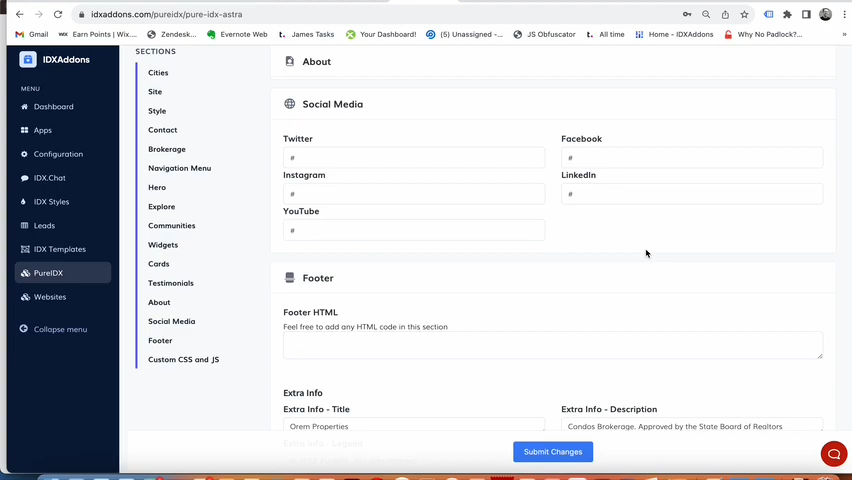 idxaddons.com/pureidx/pure-idx-astra
Gmail
Earn Points | Wix....
Zendesk...
Evernote Web
James Tasks
Your Dashboard!
(5) Unassigned -...
JS Obfuscator
All time
Home - IDXAddons
Why No Padlock?...
IDXAddons
MENU
Dashboard
Apps
Configuration
IDX.Chat
IDX Styles
Leads
IDX Templates
PureIDX
Websites
Collapse menu
SECTIONS
Cities
Site
Style
Contact
Brokerage
Navigation Menu
Hero
Explore
Communities
Widgets
Cards
Testimonials
About
Social Media
Footer
Custom CSS and JS
About
Social Media
Twitter
Facebook
#
#
Instagram
LinkedIn
#
#
YouTube
#
Footer
Footer HTML
Feel free to add any HTML code in this section
Extra Info
Extra Info - Title
Extra Info - Description
Orem Properties
Condos Brokerage. Approved by the State Board of Realtors
Extra Info - Legend
Submit Changes